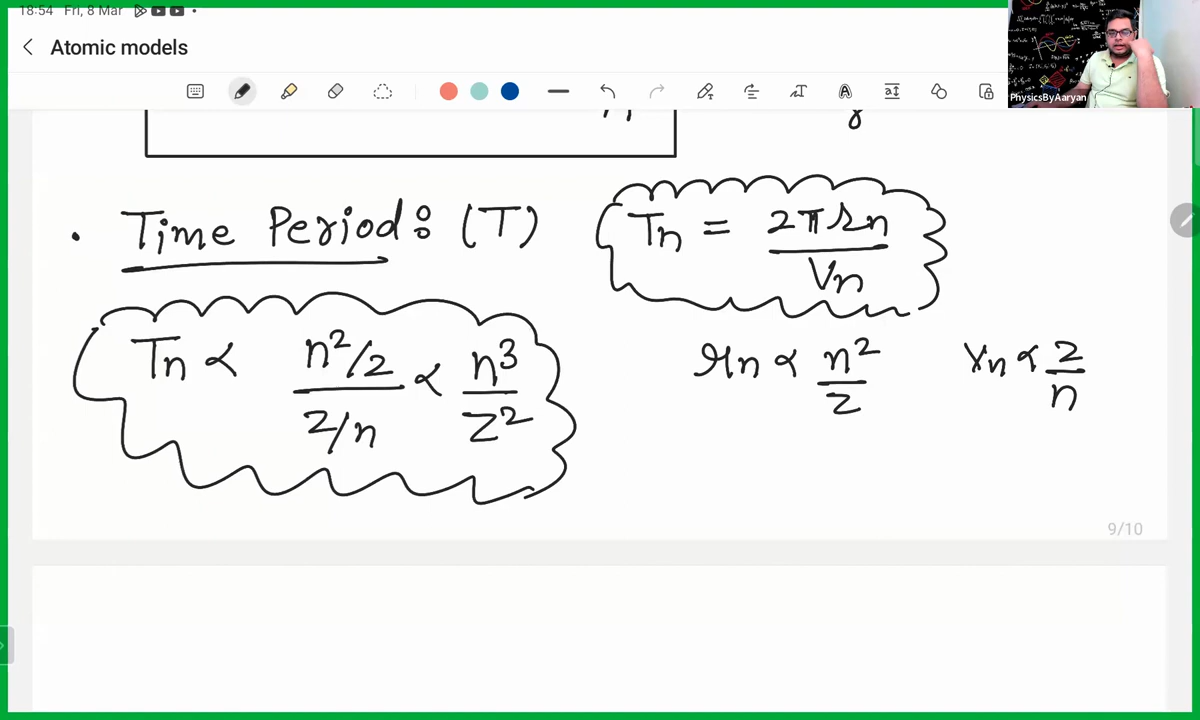 18:54 Fri, 8 Mar
Atomic models
PhysicsByAaryan
• Time Period: (T) Tn = 2πrn / Vn
Tn ∝ n²/z / z/n ∝ n³ / z² rn ∝ n² / z Vn ∝ z / n
9/10